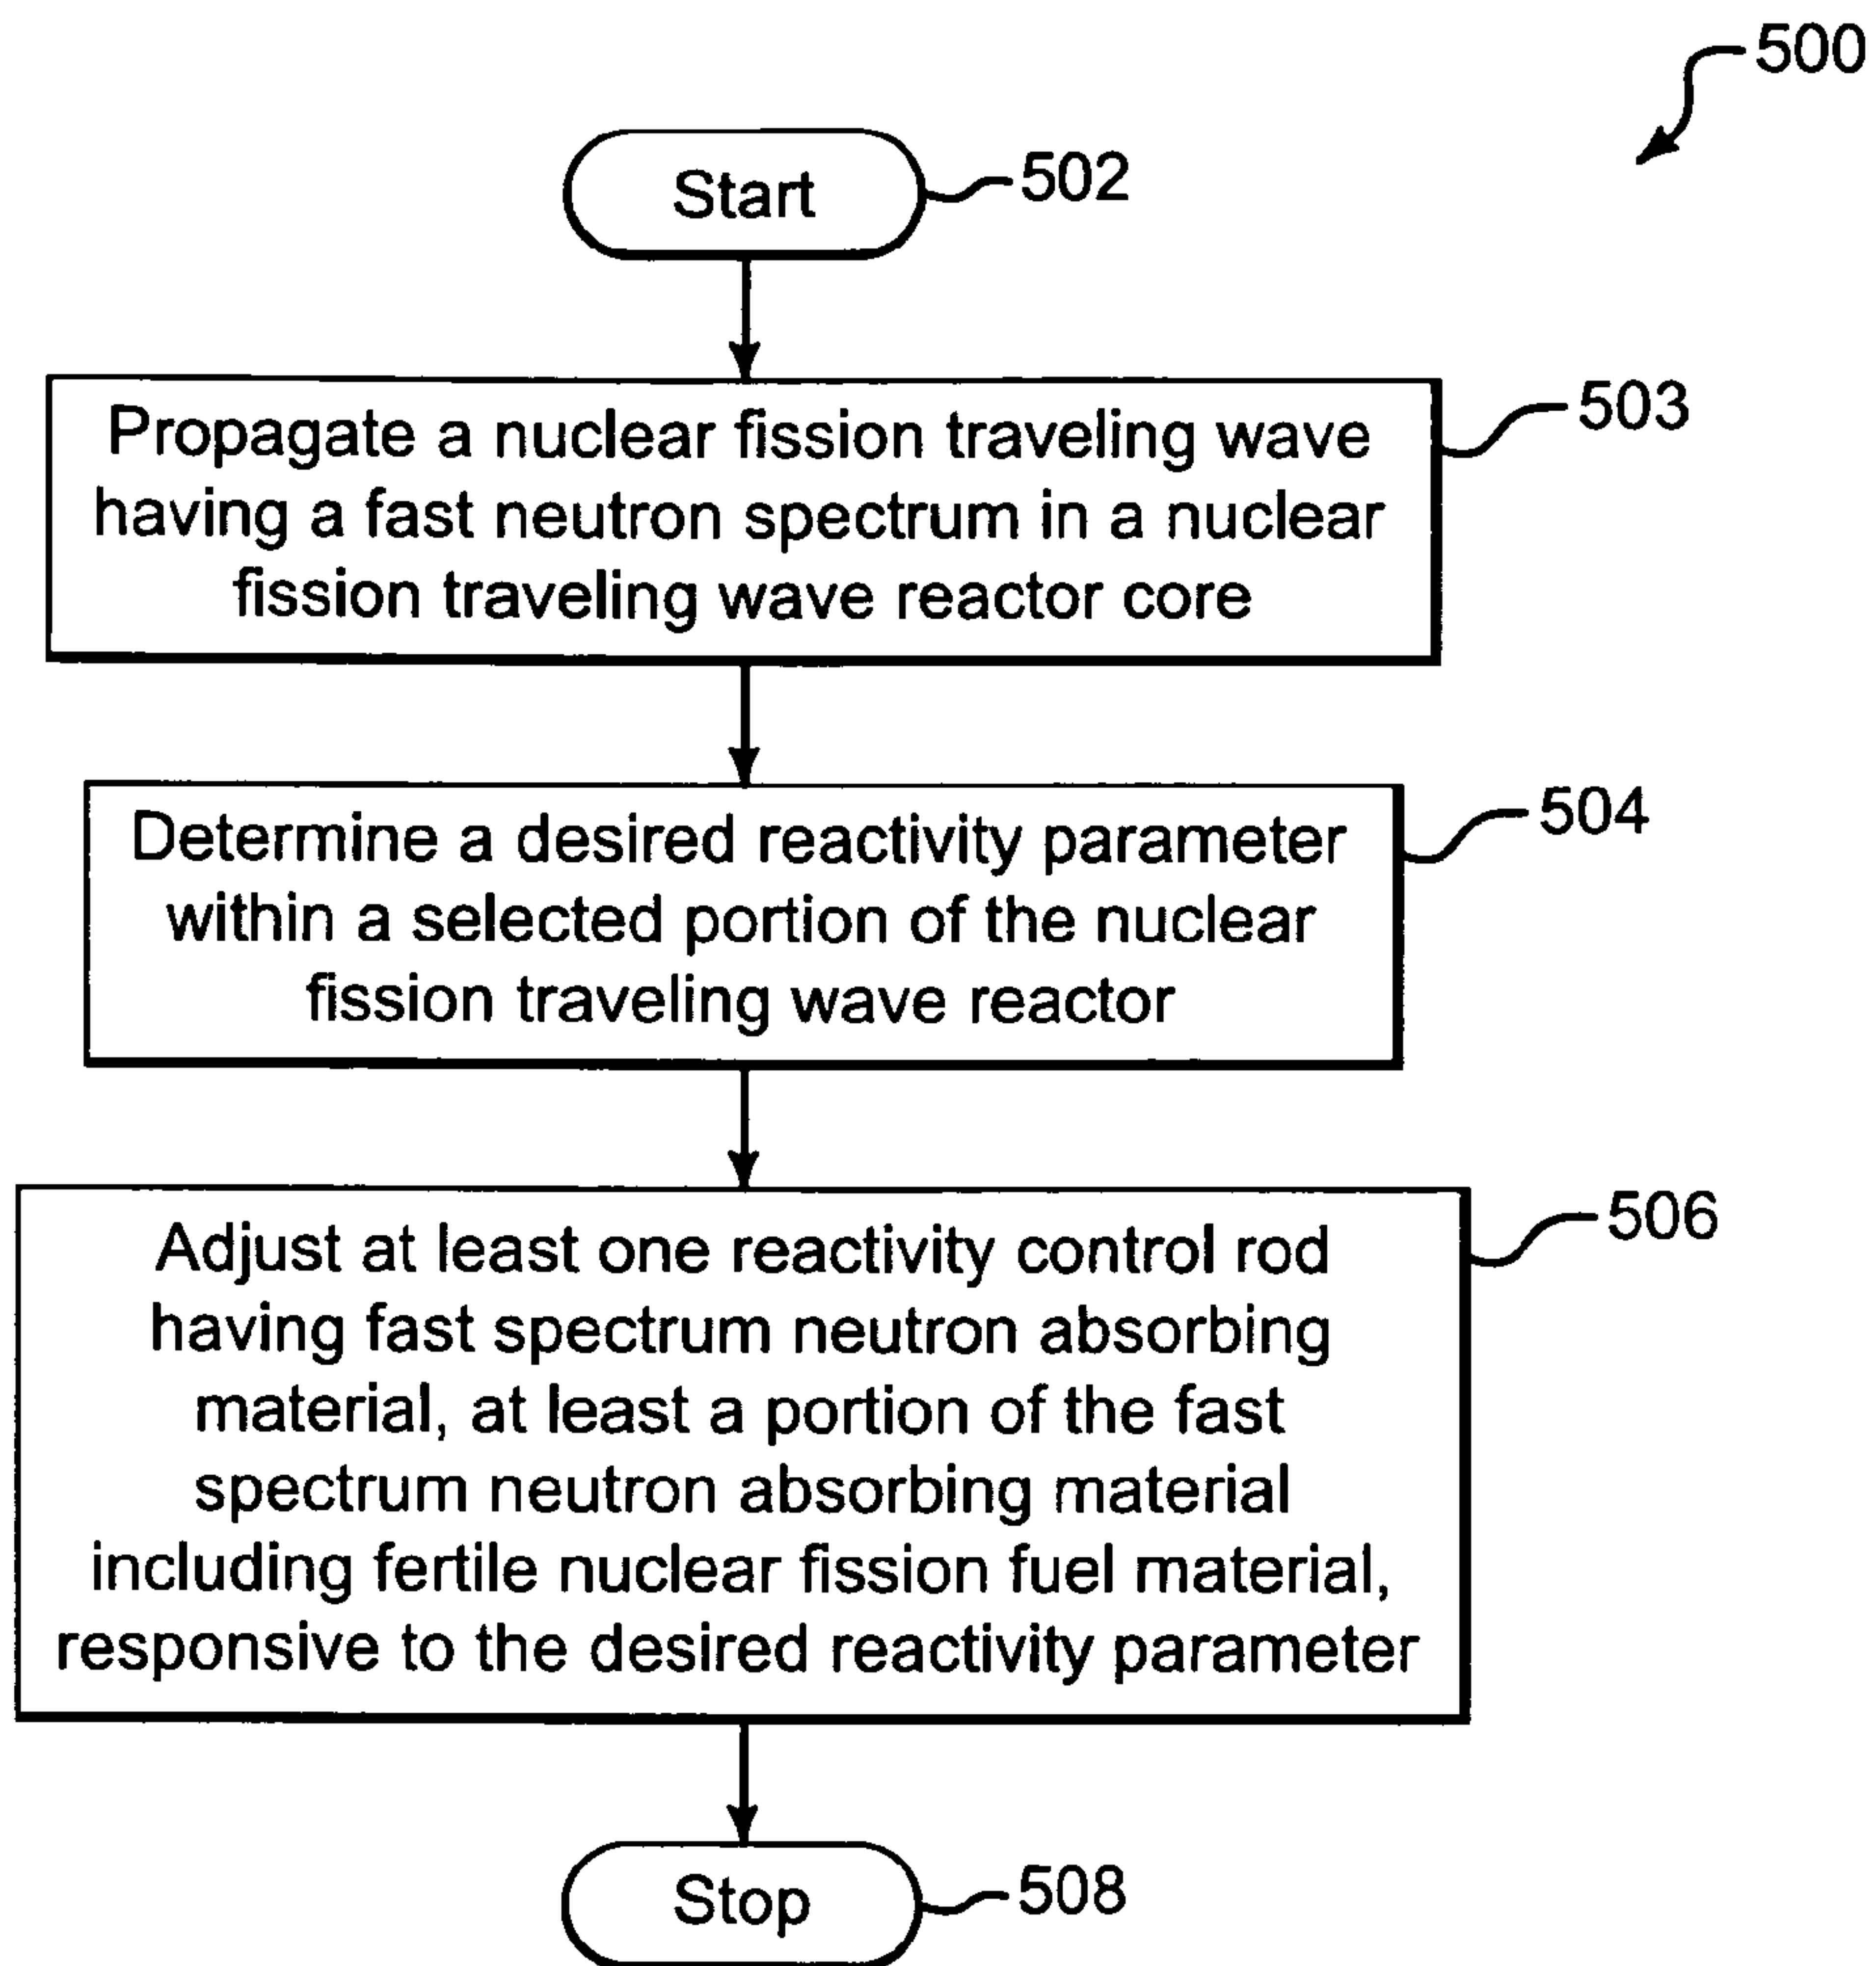 500
Start
502
Propagate a nuclear fission traveling wave
having a fast neutron spectrum in a nuclear
fission traveling wave reactor core
503
Determine a desired reactivity parameter
within a selected portion of the nuclear
fission traveling wave reactor
504
Adjust at least one reactivity control rod
having fast spectrum neutron absorbing
material, at least a portion of the fast
spectrum neutron absorbing material
including fertile nuclear fission fuel material,
responsive to the desired reactivity parameter
506
Stop
508